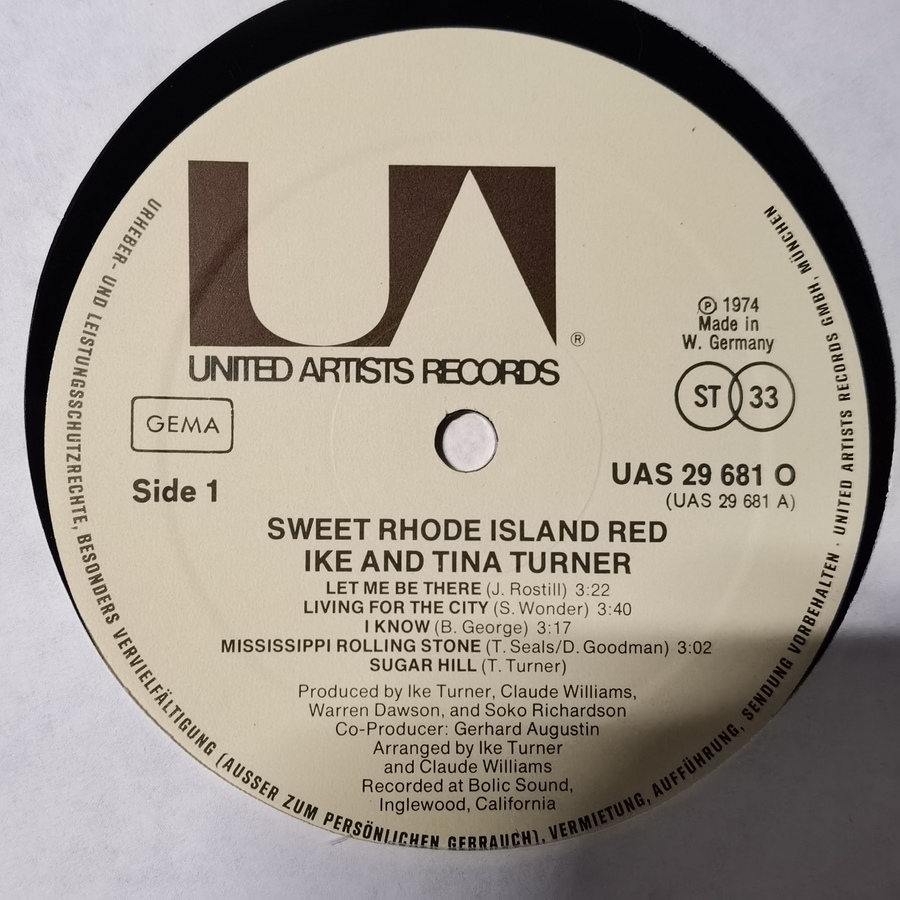 UA
®
UNITED ARTISTS RECORDS
℗ 1974
Made in
W. Germany
GEMA
ST 33
Side 1
UAS 29 681 O
(UAS 29 681 A)
SWEET RHODE ISLAND RED
IKE AND TINA TURNER
LET ME BE THERE (J. Rostill) 3:22
LIVING FOR THE CITY (S. Wonder) 3:40
I KNOW (B. George) 3:17
MISSISSIPPI ROLLING STONE (T. Seals/D. Goodman) 3:02
SUGAR HILL (T. Turner)
Produced by Ike Turner, Claude Williams,
Warren Dawson, and Soko Richardson
Co-Producer: Gerhard Augustin
Arranged by Ike Turner
and Claude Williams
Recorded at Bolic Sound,
Inglewood, California
URHEBER- UND LEISTUNGSSCHUTZRECHTE, BESONDERS VERVIELFÄLTIGUNG (AUSSER ZUM PERSÖNLICHEN GEBRAUCH), VERMIETUNG, AUFFÜHRUNG, SENDUNG VORBEHALTEN · UNITED ARTISTS RECORDS GMBH, MÜNCHEN